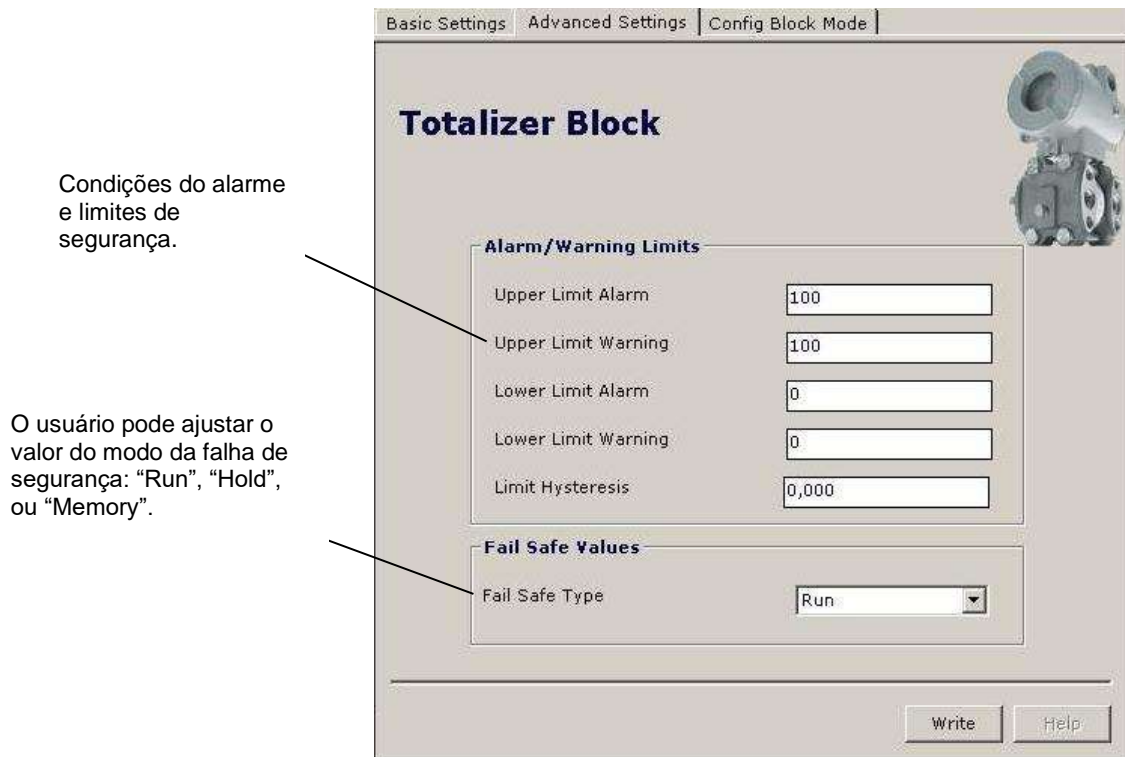 Basic Settings Advanced Settings Config Block Mode
Totalizer Block
Condições do alarme
e limites de
segurança.
Alarm/Warning Limits
Upper Limit Alarm 100
Upper Limit Warning 100
Lower Limit Alarm 0
Lower Limit Warning 0
Limit Hysteresis 0,000
O usuário pode ajustar o
valor do modo da falha de
segurança: “Run”, “Hold”,
ou “Memory”.
Fail Safe Values
Fail Safe Type Run
Write Help